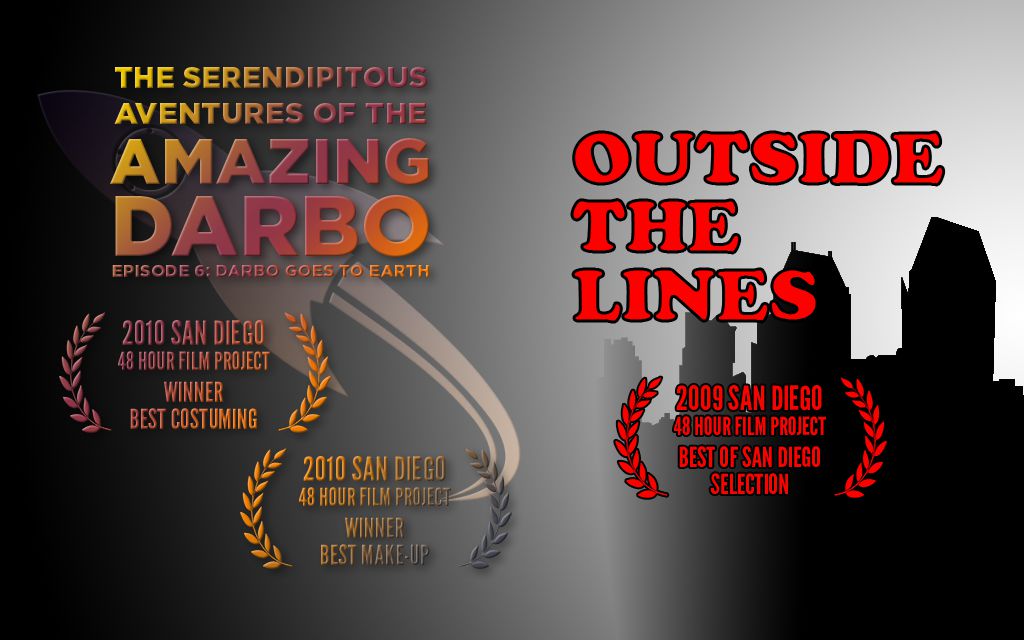 THE SERENDIPITOUS
AVENTURES OF THE
AMAZING
DARBO
EPISODE 6: DARBO GOES TO EARTH
2010 SAN DIEGO
48 HOUR FILM PROJECT
WINNER
BEST COSTUMING
2010 SAN DIEGO
48 HOUR FILM PROJECT
WINNER
BEST MAKE-UP
OUTSIDE
THE
LINES
2009 SAN DIEGO
48 HOUR FILM PROJECT
BEST OF SAN DIEGO
SELECTION